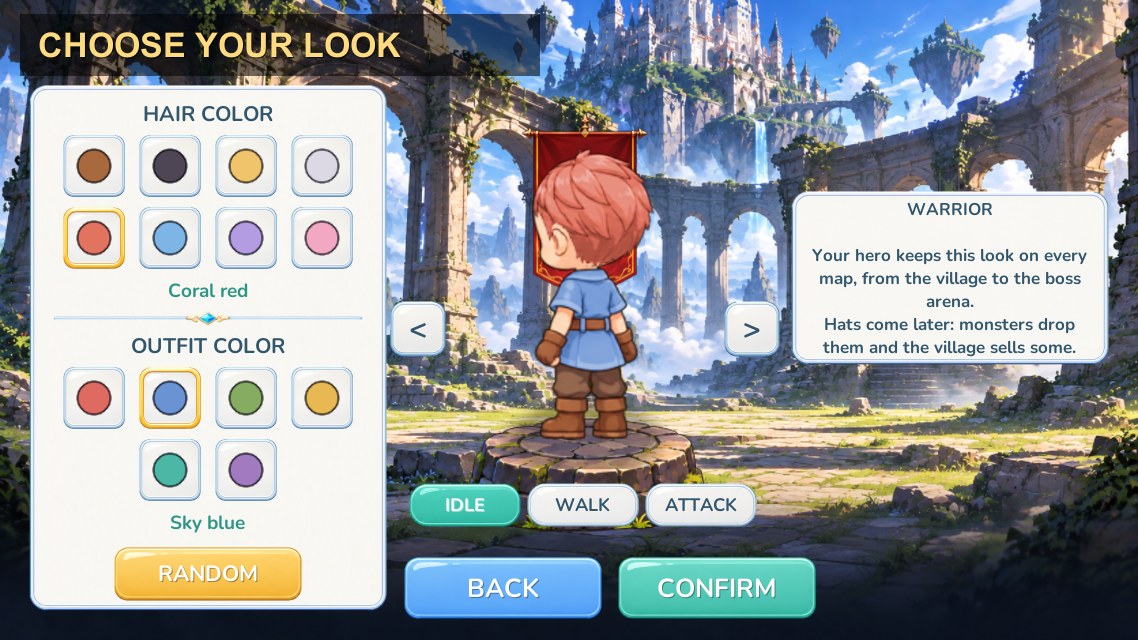 CHOOSE YOUR LOOK
HAIR COLOR
Coral red
OUTFIT COLOR
Sky blue
RANDOM
<
>
IDLE
WALK
ATTACK
BACK
CONFIRM
WARRIOR
Your hero keeps this look on every
map, from the village to the boss
arena.
Hats come later: monsters drop
them and the village sells some.